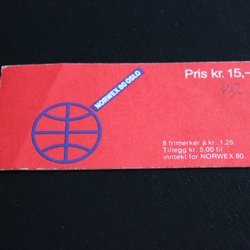 Pris kr. 15,-
NORWEX 80 OSLO
8 frimerker à kr. 1,25.
Tillegg kr. 5,00 til
inntekt for NORWEX 80.